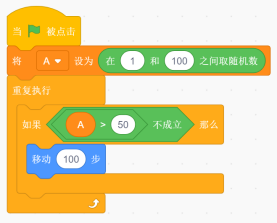 当 被点击
将 A 设为 在 1 和 100 之间取随机数
重复执行
如果 A > 50 不成立 那么
移动 100 步